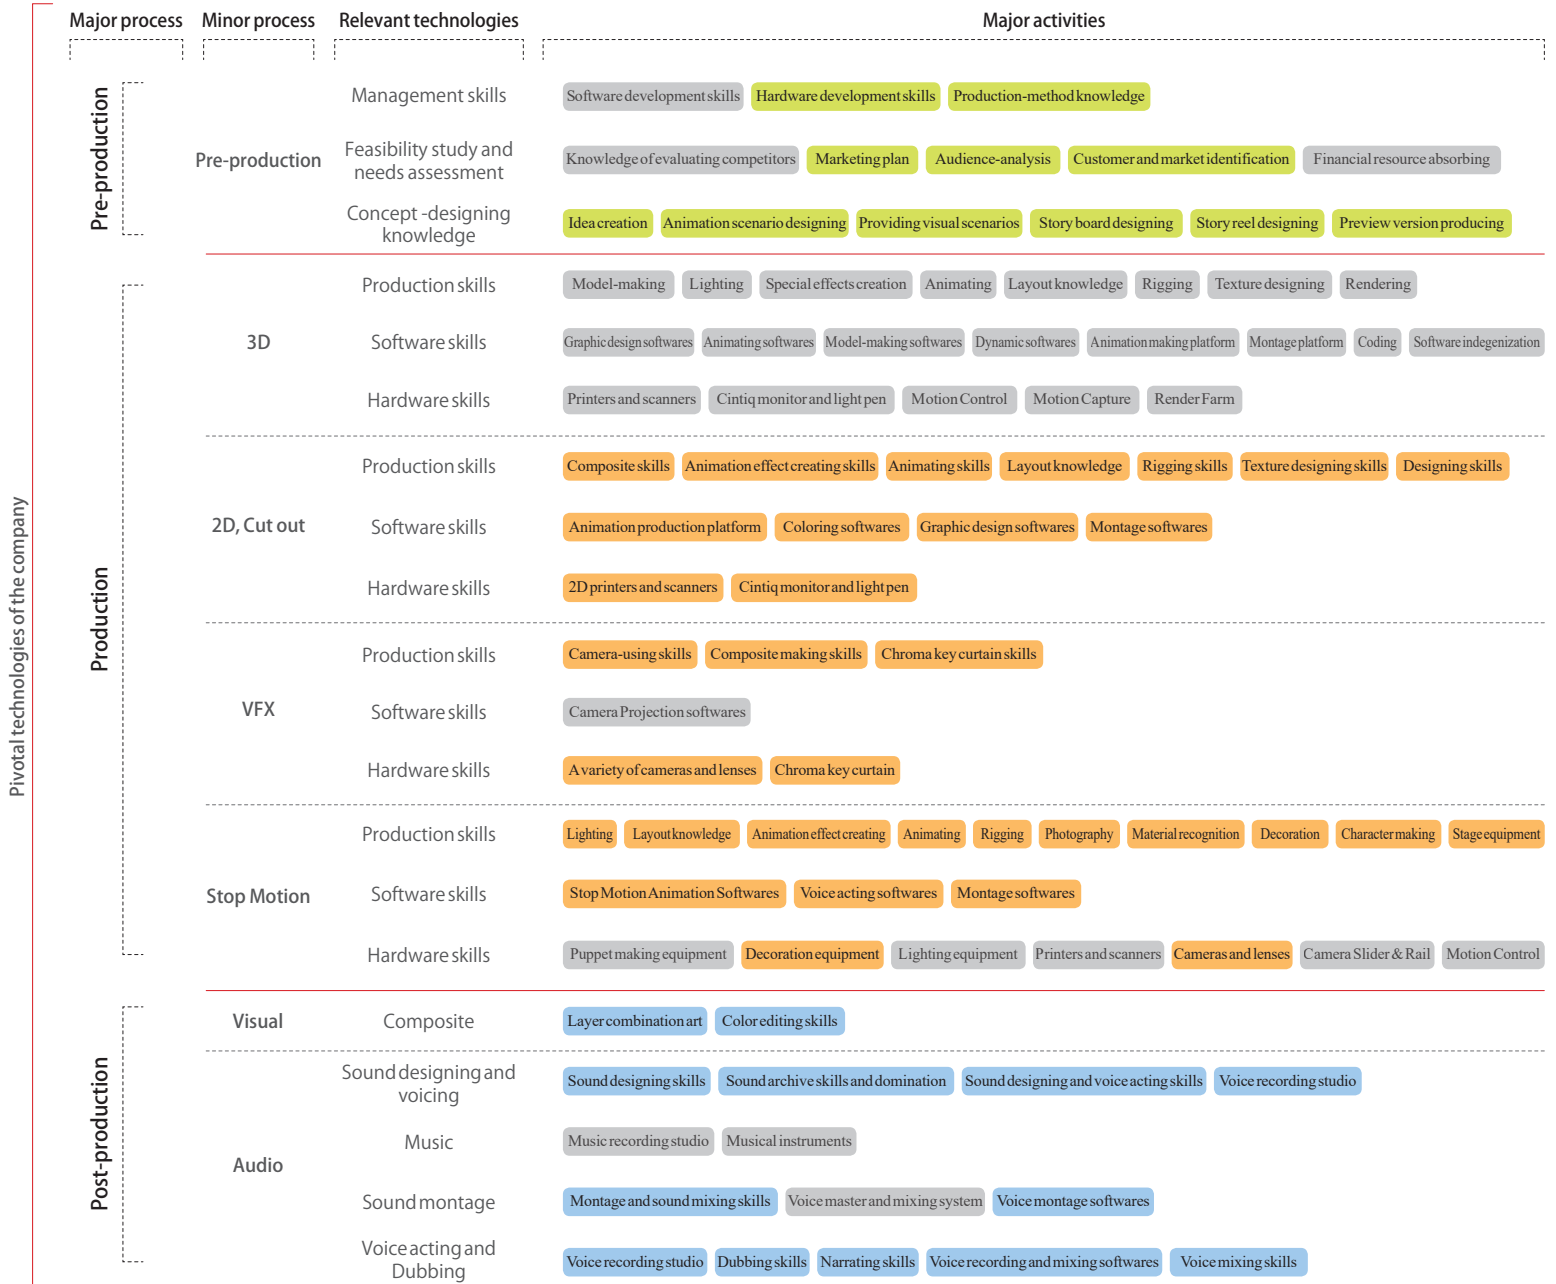 Major process
Minor process
Relevant technologies
Major activities
Pivotal technologies of the company
Pre-production
Pre-production
Management skills
Software development skills
Hardware development skills
Production-method knowledge
Feasibility study and
needs assessment
Knowledge of evaluating competitors
Marketing plan
Audience-analysis
Customer and market identification
Financial resource absorbing
Concept -designing
knowledge
Idea creation
Animation scenario designing
Providing visual scenarios
Story board designing
Story reel designing
Preview version producing
Production
3D
Production skills
Model-making
Lighting
Special effects creation
Animating
Layout knowledge
Rigging
Texture designing
Rendering
Software skills
Graphic design softwares
Animating softwares
Model-making softwares
Dynamic softwares
Animation making platform
Montage platform
Coding
Software indegenization
Hardware skills
Printers and scanners
Cintiq monitor and light pen
Motion Control
Motion Capture
Render Farm
2D, Cut out
Production skills
Composite skills
Animation effect creating skills
Animating skills
Layout knowledge
Rigging skills
Texture designing skills
Designing skills
Software skills
Animation production platform
Coloring softwares
Graphic design softwares
Montage softwares
Hardware skills
2D printers and scanners
Cintiq monitor and light pen
VFX
Production skills
Camera-using skills
Composite making skills
Chroma key curtain skills
Software skills
Camera Projection softwares
Hardware skills
A variety of cameras and lenses
Chroma key curtain
Stop Motion
Production skills
Lighting
Layout knowledge
Animation effect creating
Animating
Rigging
Photography
Material recognition
Decoration
Character making
Stage equipment
Software skills
Stop Motion Animation Softwares
Voice acting softwares
Montage softwares
Hardware skills
Puppet making equipment
Decoration equipment
Lighting equipment
Printers and scanners
Cameras and lenses
Camera Slider & Rail
Motion Control
Post-production
Visual
Composite
Layer combination art
Color editing skills
Audio
Sound designing and
voicing
Sound designing skills
Sound archive skills and domination
Sound designing and voice acting skills
Voice recording studio
Music
Music recording studio
Musical instruments
Sound montage
Montage and sound mixing skills
Voice master and mixing system
Voice montage softwares
Voice acting and
Dubbing
Voice recording studio
Dubbing skills
Narrating skills
Voice recording and mixing softwares
Voice mixing skills